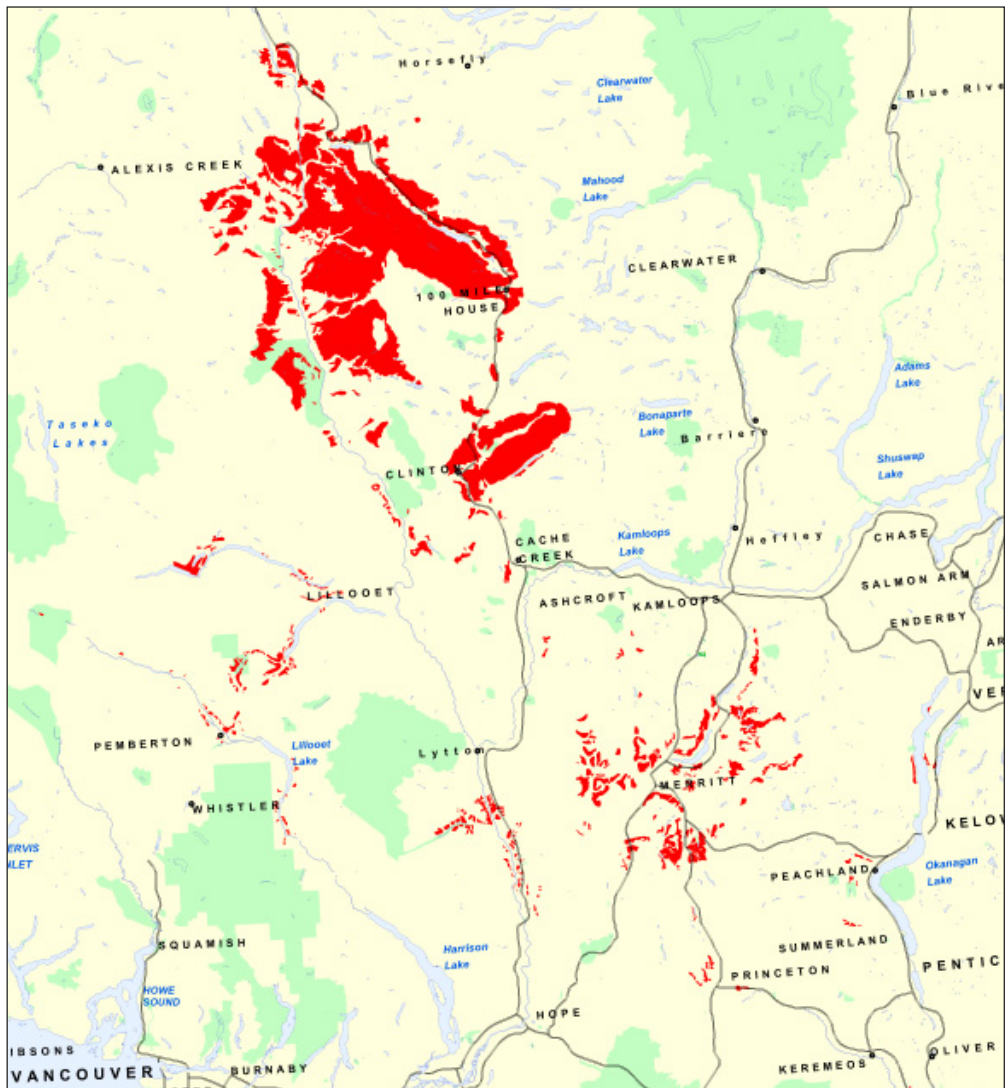 Horsefly
Clearwater
Lake
Blue Rive
ALEXIS CREEK
Mahood
Lake
CLEARWATER
100 MILE
HOUSE
Adams
Lake
Taseko
Lakes
Bonaparte
Lake
Barriere
Shuswap
Lake
CLINTON
CACHE
CREEK
Kamloops
Lake
Heffley
CHASE
SALMON ARM
LILLOOET
ASHCROFT
KAMLOOPS
ENDERBY
AR
VER
PEMBERTON
Lillooet
Lake
Lytton
MERRITT
WHISTLER
KELOW
ERVIS
NLET
PEACHLAND
Okanagan
Lake
SQUAMISH
Harrison
Lake
SUMMERLAND
PENTIC
PRINCETON
HOWE
SOUND
HOPE
IBSONS
VANCOUVER
BURNABY
KEREMEOS
OLIVER